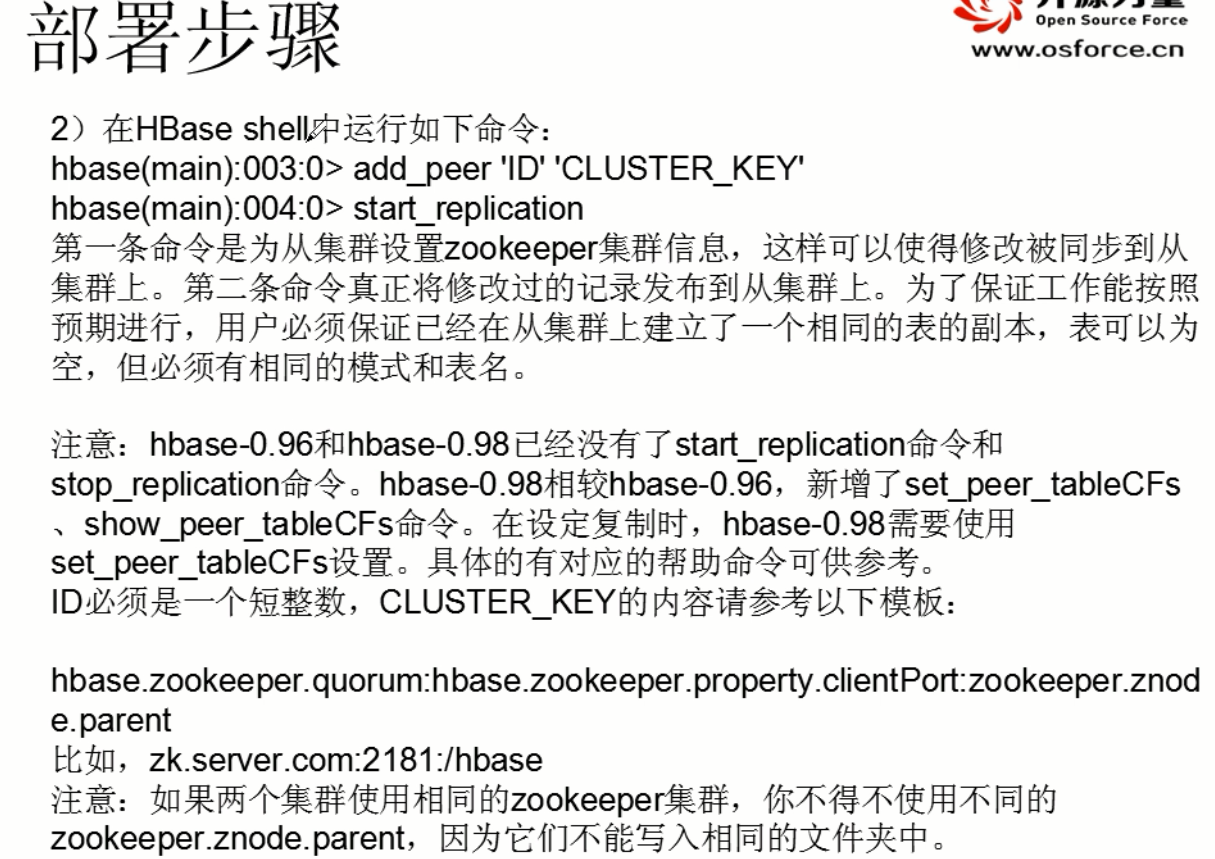 部署步骤
开源力量
Open Source Force
www.osforce.cn
2）在HBase shell中运行如下命令：
hbase(main):003:0> add_peer 'ID' 'CLUSTER_KEY'
hbase(main):004:0> start_replication
第一条命令是为从集群设置zookeeper集群信息，这样可以使得修改被同步到从
集群上。第二条命令真正将修改过的记录发布到从集群上。为了保证工作能按照
预期进行，用户必须保证已经在从集群上建立了一个相同的表的副本，表可以为
空，但必须有相同的模式和表名。
注意：hbase-0.96和hbase-0.98已经没有了start_replication命令和
stop_replication命令。hbase-0.98相较hbase-0.96，新增了set_peer_tableCFs
、show_peer_tableCFs命令。在设定复制时，hbase-0.98需要使用
set_peer_tableCFs设置。具体的有对应的帮助命令可供参考。
ID必须是一个短整数，CLUSTER_KEY的内容请参考以下模板：
hbase.zookeeper.quorum:hbase.zookeeper.property.clientPort:zookeeper.znod
e.parent
比如，zk.server.com:2181:/hbase
注意：如果两个集群使用相同的zookeeper集群，你不得不使用不同的
zookeeper.znode.parent，因为它们不能写入相同的文件夹中。